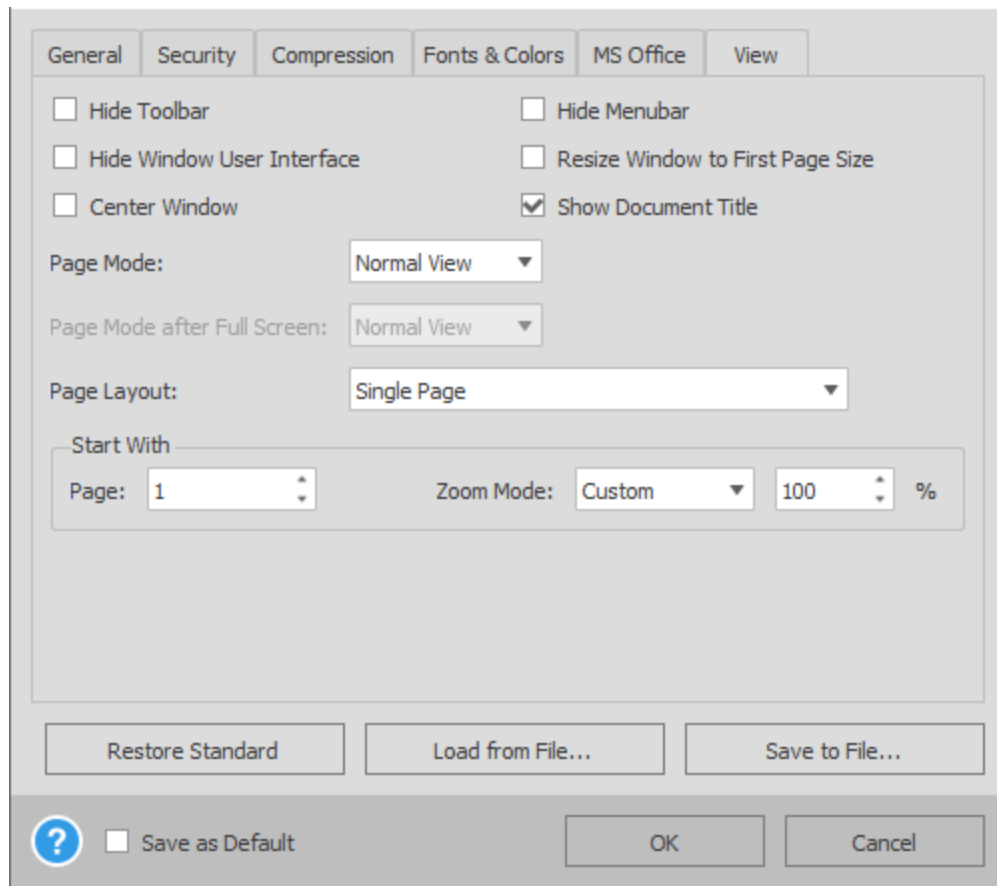 General Security Compression Fonts & Colors MS Office View
Hide Toolbar Hide Menubar
Hide Window User Interface Resize Window to First Page Size
Center Window Show Document Title
Page Mode: Normal View
Page Mode after Full Screen: Normal View
Page Layout: Single Page
Start With
Page: 1 Zoom Mode: Custom 100 %
Restore Standard Load from File... Save to File...
? Save as Default OK Cancel